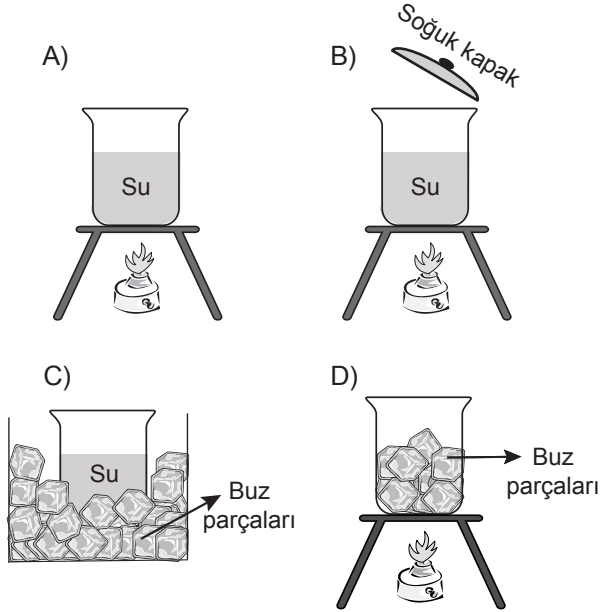 A)
Su
B)
Soğuk kapak
Su
C)
Su
Buz
parçaları
D)
Buz
parçaları